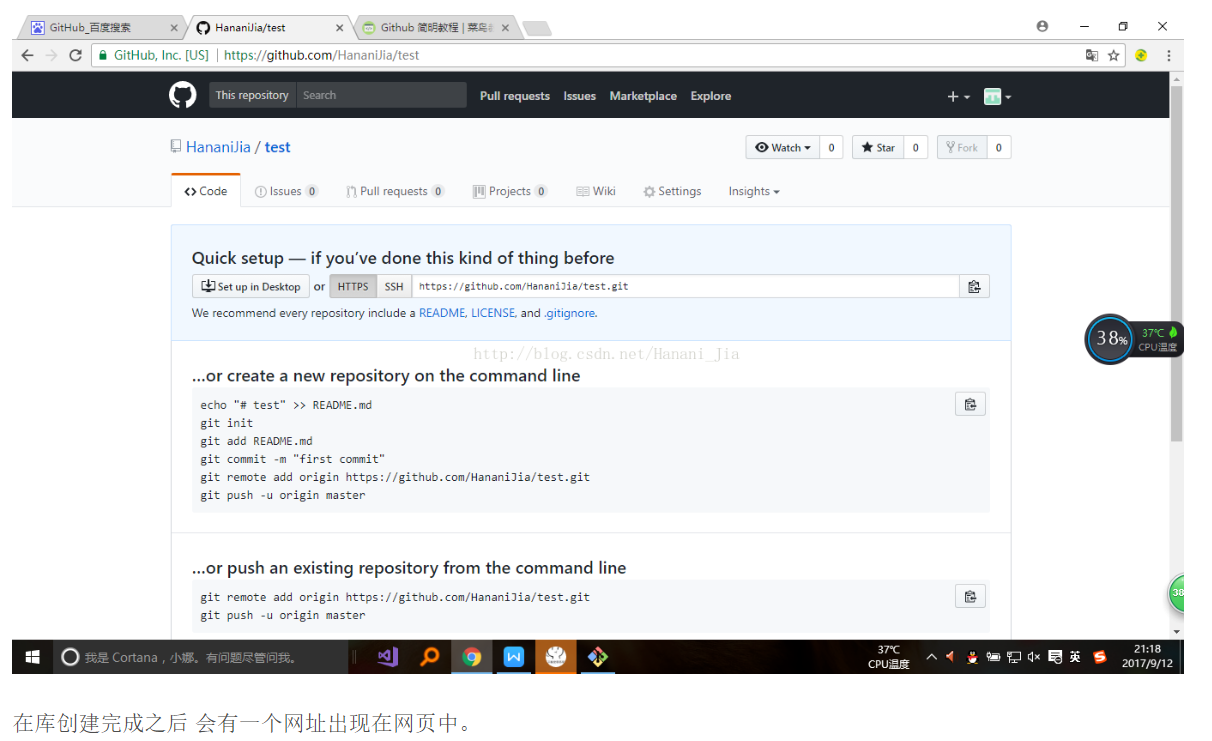 GitHub_百度搜索
HananiJia/test
Github 简明教程 | 菜鸟
GitHub, Inc. [US] | https://github.com/HananiJia/test
This repository Search Pull requests Issues Marketplace Explore
HananiJia / test
Watch 0 Star 0 Fork 0
Code Issues 0 Pull requests 0 Projects 0 Wiki Settings Insights
Quick setup — if you've done this kind of thing before
Set up in Desktop or HTTPS SSH https://github.com/HananiJia/test.git
We recommend every repository include a README, LICENSE, and .gitignore.
38%
37℃
CPU温度
http://blog.csdn.net/Hanani_Jia
...or create a new repository on the command line
echo "# test" >> README.md
git init
git add README.md
git commit -m "first commit"
git remote add origin https://github.com/HananiJia/test.git
git push -u origin master
...or push an existing repository from the command line
git remote add origin https://github.com/HananiJia/test.git
git push -u origin master
38
我是 Cortana，小娜。有问题尽管问我。
37℃
CPU温度
英
21:18
2017/9/12
在库创建完成之后 会有一个网址出现在网页中。